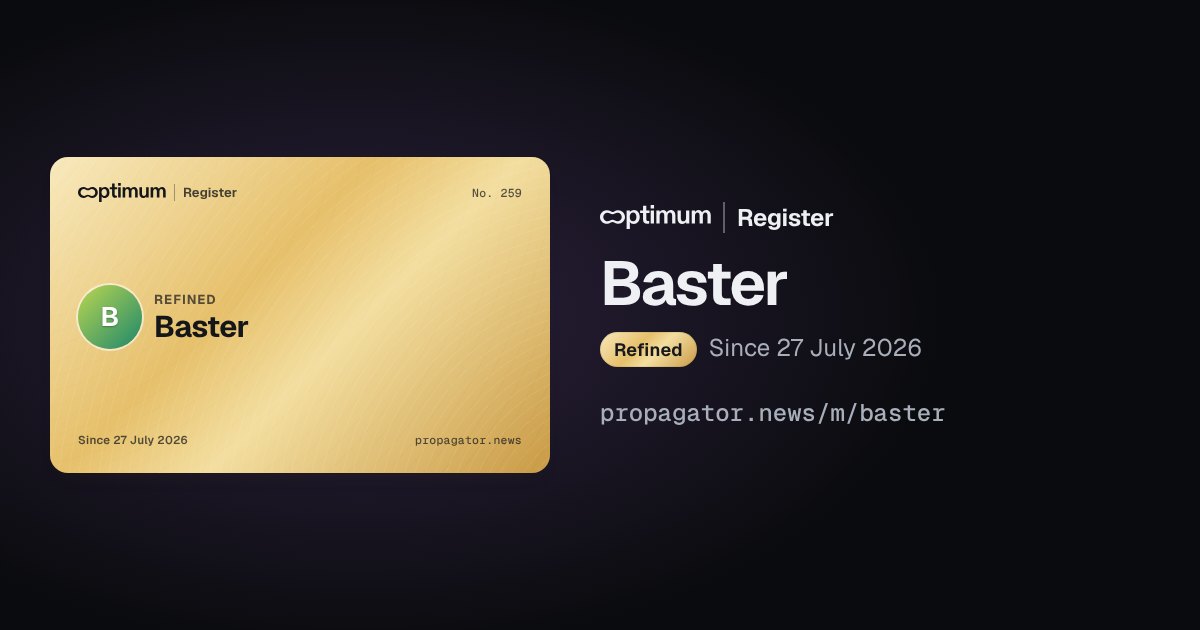 optimum | Register
No. 259
B
REFINED
Baster
Since 27 July 2026
propagator.news
optimum | Register
Baster
Refined
Since 27 July 2026
propagator.news/m/baster